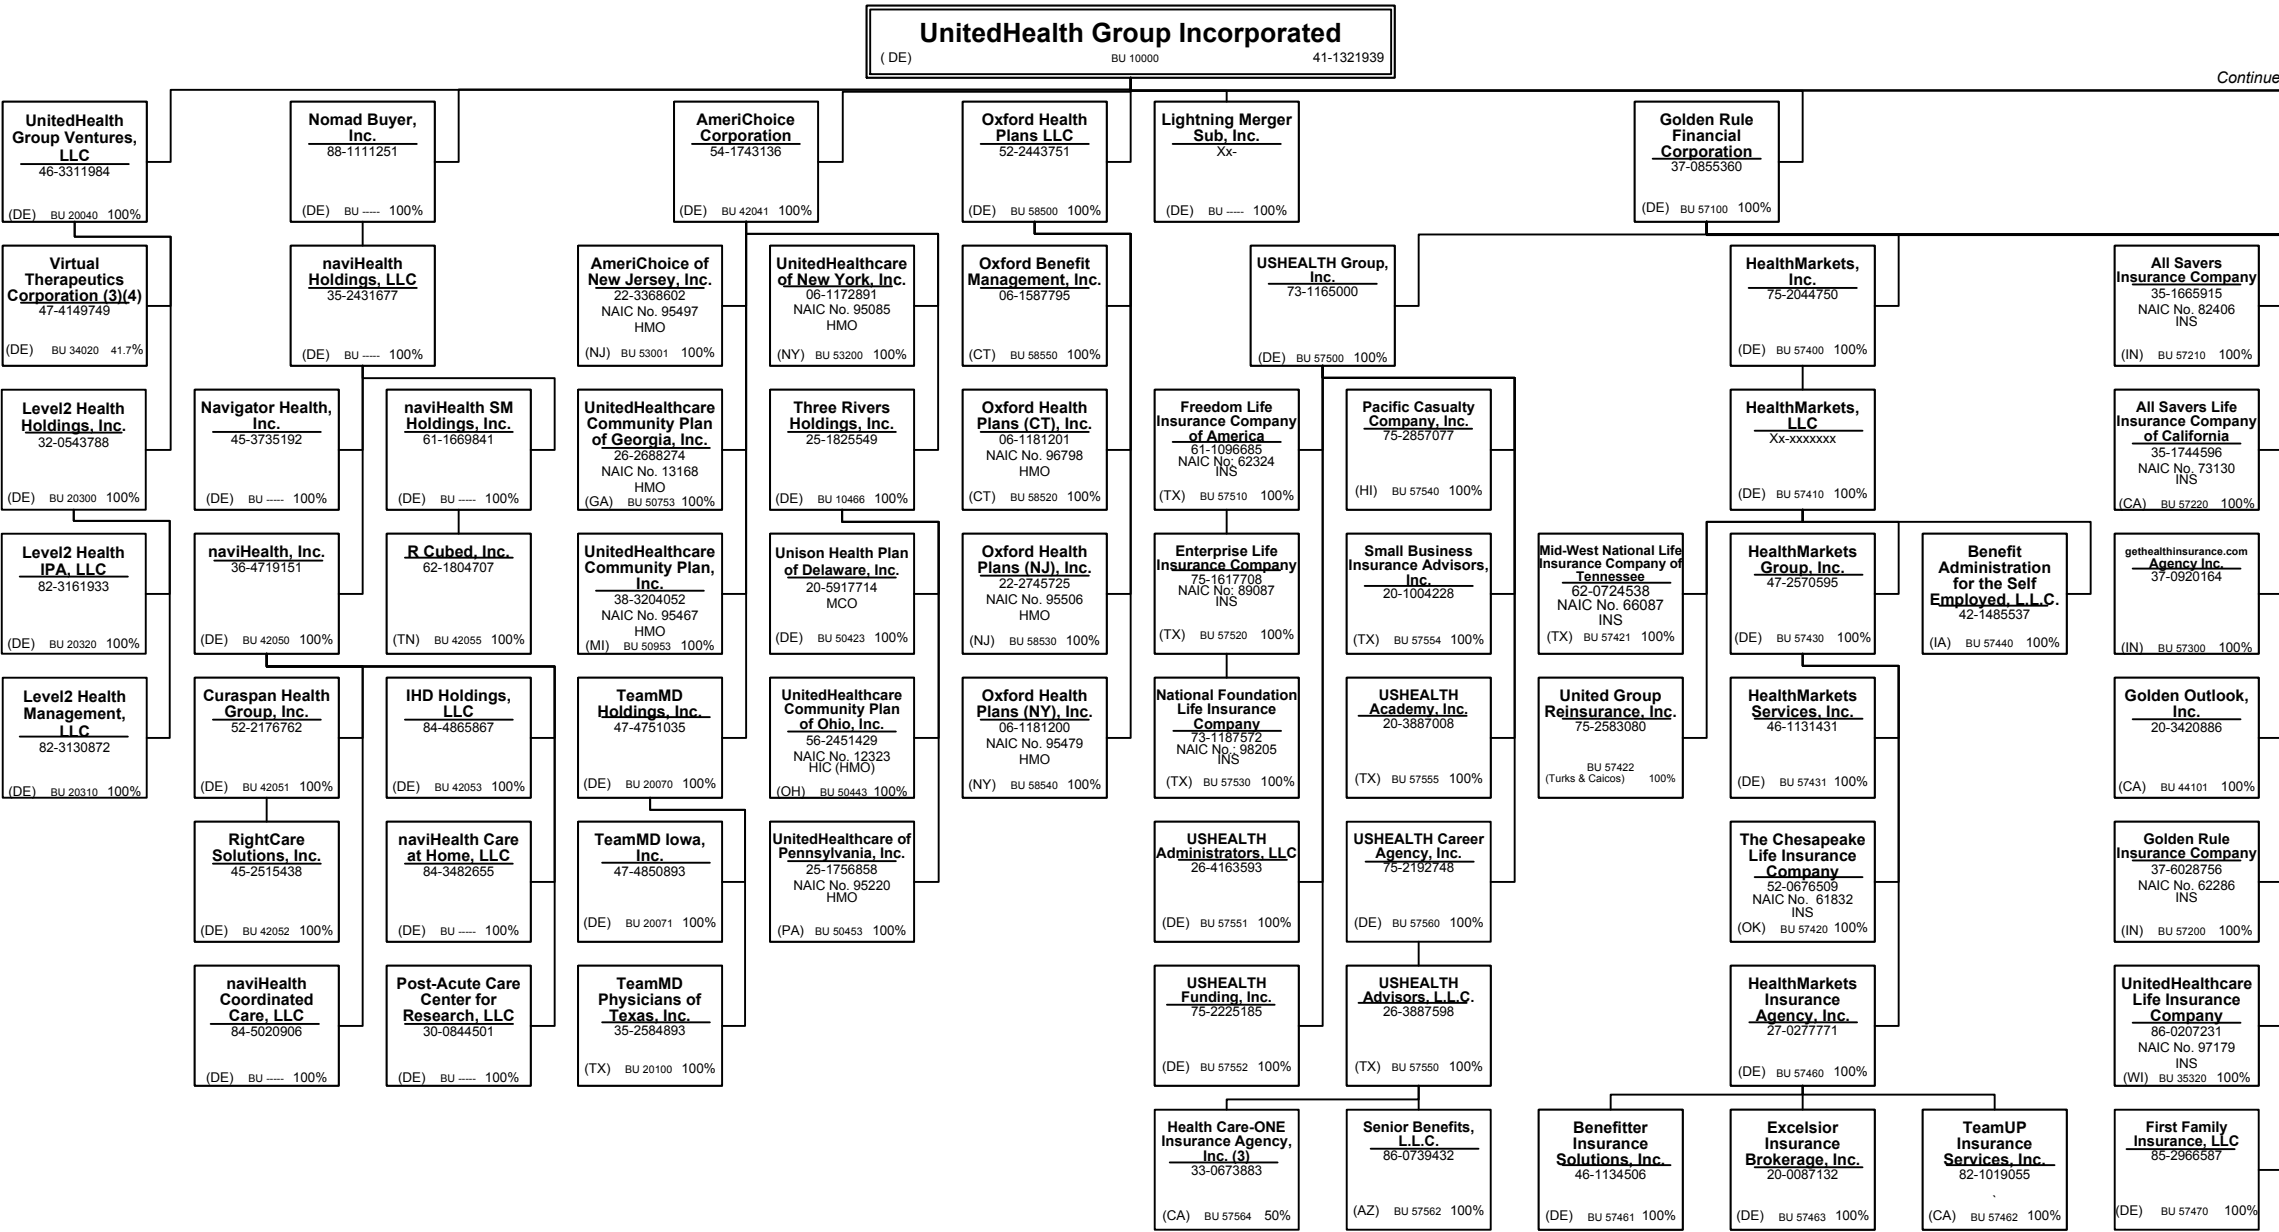 UnitedHealth Group Incorporated
( DE) BU 10000 41-1321939
Continue
UnitedHealth
Group Ventures,
LLC
46-3311984
(DE) BU 20040 100%
Nomad Buyer,
Inc.
88-1111251
(DE) BU ----- 100%
AmeriChoice
Corporation
54-1743136
(DE) BU 42041 100%
Oxford Health
Plans LLC
52-2443751
(DE) BU 58500 100%
Lightning Merger
Sub, Inc.
Xx-
(DE) BU ----- 100%
Golden Rule
Financial
Corporation
37-0855360
(DE) BU 57100 100%
Virtual
Therapeutics
Corporation (3)(4)
47-4149749
(DE) BU 34020 41.7%
naviHealth
Holdings, LLC
35-2431677
(DE) BU ----- 100%
AmeriChoice of
New Jersey, Inc.
22-3368602
NAIC No. 95497
HMO
(NJ) BU 53001 100%
UnitedHealthcare
of New York, Inc.
06-1172891
NAIC No. 95085
HMO
(NY) BU 53200 100%
Oxford Benefit
Management, Inc.
06-1587795
(CT) BU 58550 100%
USHEALTH Group,
Inc.
73-1165000
(DE) BU 57500 100%
HealthMarkets,
Inc.
75-2044750
(DE) BU 57400 100%
All Savers
Insurance Company
35-1665915
NAIC No. 82406
INS
(IN) BU 57210 100%
Level2 Health
Holdings, Inc.
32-0543788
(DE) BU 20300 100%
Navigator Health,
Inc.
45-3735192
(DE) BU ----- 100%
naviHealth SM
Holdings, Inc.
61-1669841
(DE) BU ----- 100%
UnitedHealthcare
Community Plan
of Georgia, Inc.
26-2688274
NAIC No. 13168
HMO
(GA) BU 50753 100%
Three Rivers
Holdings, Inc.
25-1825549
(DE) BU 10466 100%
Oxford Health
Plans (CT), Inc.
06-1181201
NAIC No. 96798
HMO
(CT) BU 58520 100%
Freedom Life
Insurance Company
of America
61-1096685
NAIC No: 62324
INS
(TX) BU 57510 100%
Pacific Casualty
Company, Inc.
75-2857077
(HI) BU 57540 100%
HealthMarkets,
LLC
Xx-xxxxxxx
(DE) BU 57410 100%
All Savers Life
Insurance Company
of California
35-1744596
NAIC No. 73130
INS
(CA) BU 57220 100%
Level2 Health
IPA, LLC
82-3161933
(DE) BU 20320 100%
naviHealth, Inc.
36-4719151
(DE) BU 42050 100%
R Cubed, Inc.
62-1804707
(TN) BU 42055 100%
UnitedHealthcare
Community Plan,
Inc.
38-3204052
NAIC No. 95467
HMO
(MI) BU 50953 100%
Unison Health Plan
of Delaware, Inc.
20-5917714
MCO
(DE) BU 50423 100%
Oxford Health
Plans (NJ), Inc.
22-2745725
NAIC No. 95506
HMO
(NJ) BU 58530 100%
Enterprise Life
Insurance Company
75-1617708
NAIC No: 89087
INS
(TX) BU 57520 100%
Small Business
Insurance Advisors,
Inc.
20-1004228
(TX) BU 57554 100%
Mid-West National Life
Insurance Company of
Tennessee
62-0724538
NAIC No. 66087
INS
(TX) BU 57421 100%
HealthMarkets
Group, Inc.
47-2570595
(DE) BU 57430 100%
Benefit
Administration
for the Self
Employed, L.L.C.
42-1485537
(IA) BU 57440 100%
gethealthinsurance.com
Agency Inc.
37-0920164
(IN) BU 57300 100%
Level2 Health
Management,
LLC
82-3130872
(DE) BU 20310 100%
Curaspan Health
Group, Inc.
52-2176762
(DE) BU 42051 100%
IHD Holdings,
LLC
84-4865867
(DE) BU 42053 100%
TeamMD
Holdings, Inc.
47-4751035
(DE) BU 20070 100%
UnitedHealthcare
Community Plan
of Ohio, Inc.
56-2451429
NAIC No. 12323
HIC (HMO)
(OH) BU 50443 100%
Oxford Health
Plans (NY), Inc.
06-1181200
NAIC No. 95479
HMO
(NY) BU 58540 100%
National Foundation
Life Insurance
Company
73-1187572
NAIC No.: 98205
INS
(TX) BU 57530 100%
USHEALTH
Academy, Inc.
20-3887008
(TX) BU 57555 100%
United Group
Reinsurance, Inc.
75-2583080
BU 57422
(Turks & Caicos) 100%
HealthMarkets
Services, Inc.
46-1131431
(DE) BU 57431 100%
Golden Outlook,
Inc.
20-3420886
(CA) BU 44101 100%
RightCare
Solutions, Inc.
45-2515438
(DE) BU 42052 100%
naviHealth Care
at Home, LLC
84-3482655
(DE) BU ----- 100%
TeamMD Iowa,
Inc.
47-4850893
(DE) BU 20071 100%
UnitedHealthcare of
Pennsylvania, Inc.
25-1756858
NAIC No. 95220
HMO
(PA) BU 50453 100%
USHEALTH
Administrators, LLC
26-4163593
(DE) BU 57551 100%
USHEALTH Career
Agency, Inc.
75-2192748
(DE) BU 57560 100%
The Chesapeake
Life Insurance
Company
52-0676509
NAIC No. 61832
INS
(OK) BU 57420 100%
Golden Rule
Insurance Company
37-6028756
NAIC No. 62286
INS
(IN) BU 57200 100%
naviHealth
Coordinated
Care, LLC
84-5020906
(DE) BU ----- 100%
Post-Acute Care
Center for
Research, LLC
30-0844501
(DE) BU ----- 100%
TeamMD
Physicians of
Texas, Inc.
35-2584893
(TX) BU 20100 100%
USHEALTH
Funding, Inc.
75-2225185
(DE) BU 57552 100%
USHEALTH
Advisors, L.L.C.
26-3887598
(TX) BU 57550 100%
HealthMarkets
Insurance
Agency, Inc.
27-0277771
(DE) BU 57460 100%
UnitedHealthcare
Life Insurance
Company
86-0207231
NAIC No. 97179
INS
(WI) BU 35320 100%
Health Care-ONE
Insurance Agency,
Inc. (3)
33-0673883
(CA) BU 57564 50%
Senior Benefits,
L.L.C.
86-0739432
(AZ) BU 57562 100%
Benefitter
Insurance
Solutions, Inc.
46-1134506
(DE) BU 57461 100%
Excelsior
Insurance
Brokerage, Inc.
20-0087132
(DE) BU 57463 100%
TeamUP
Insurance
Services, Inc.
82-1019055
(CA) BU 57462 100%
First Family
Insurance, LLC
85-2966587
(DE) BU 57470 100%